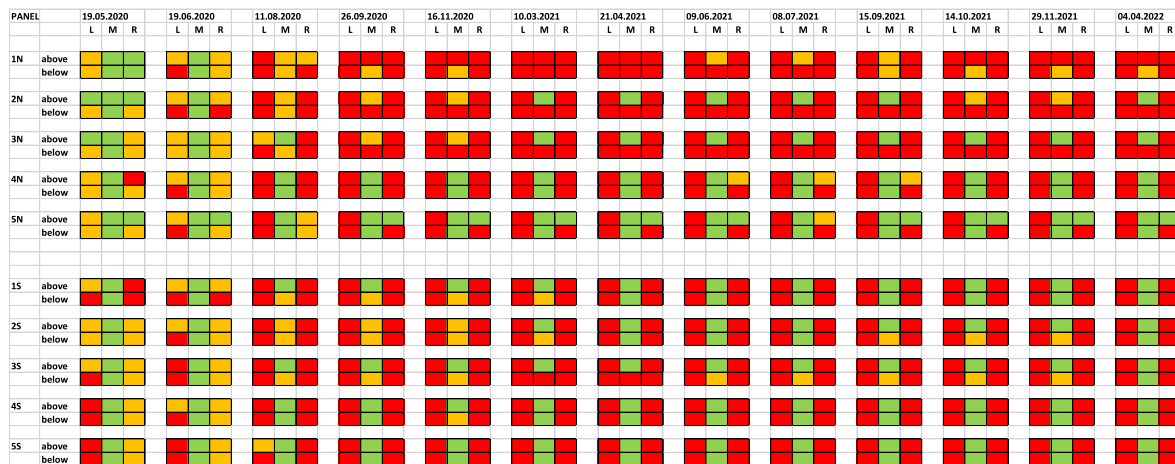 PANEL 19.05.2020 19.06.2020 11.08.2020 26.09.2020 16.11.2020 10.03.2021 21.04.2021 09.06.2021 08.07.2021 15.09.2021 14.10.2021 29.11.2021 04.04.2022
L M R L M R L M R L M R L M R L M R L M R L M R L M R L M R L M R L M R L M R
1N above
below
2N above
below
3N above
below
4N above
below
5N above
below
1S above
below
2S above
below
3S above
below
4S above
below
5S above
below